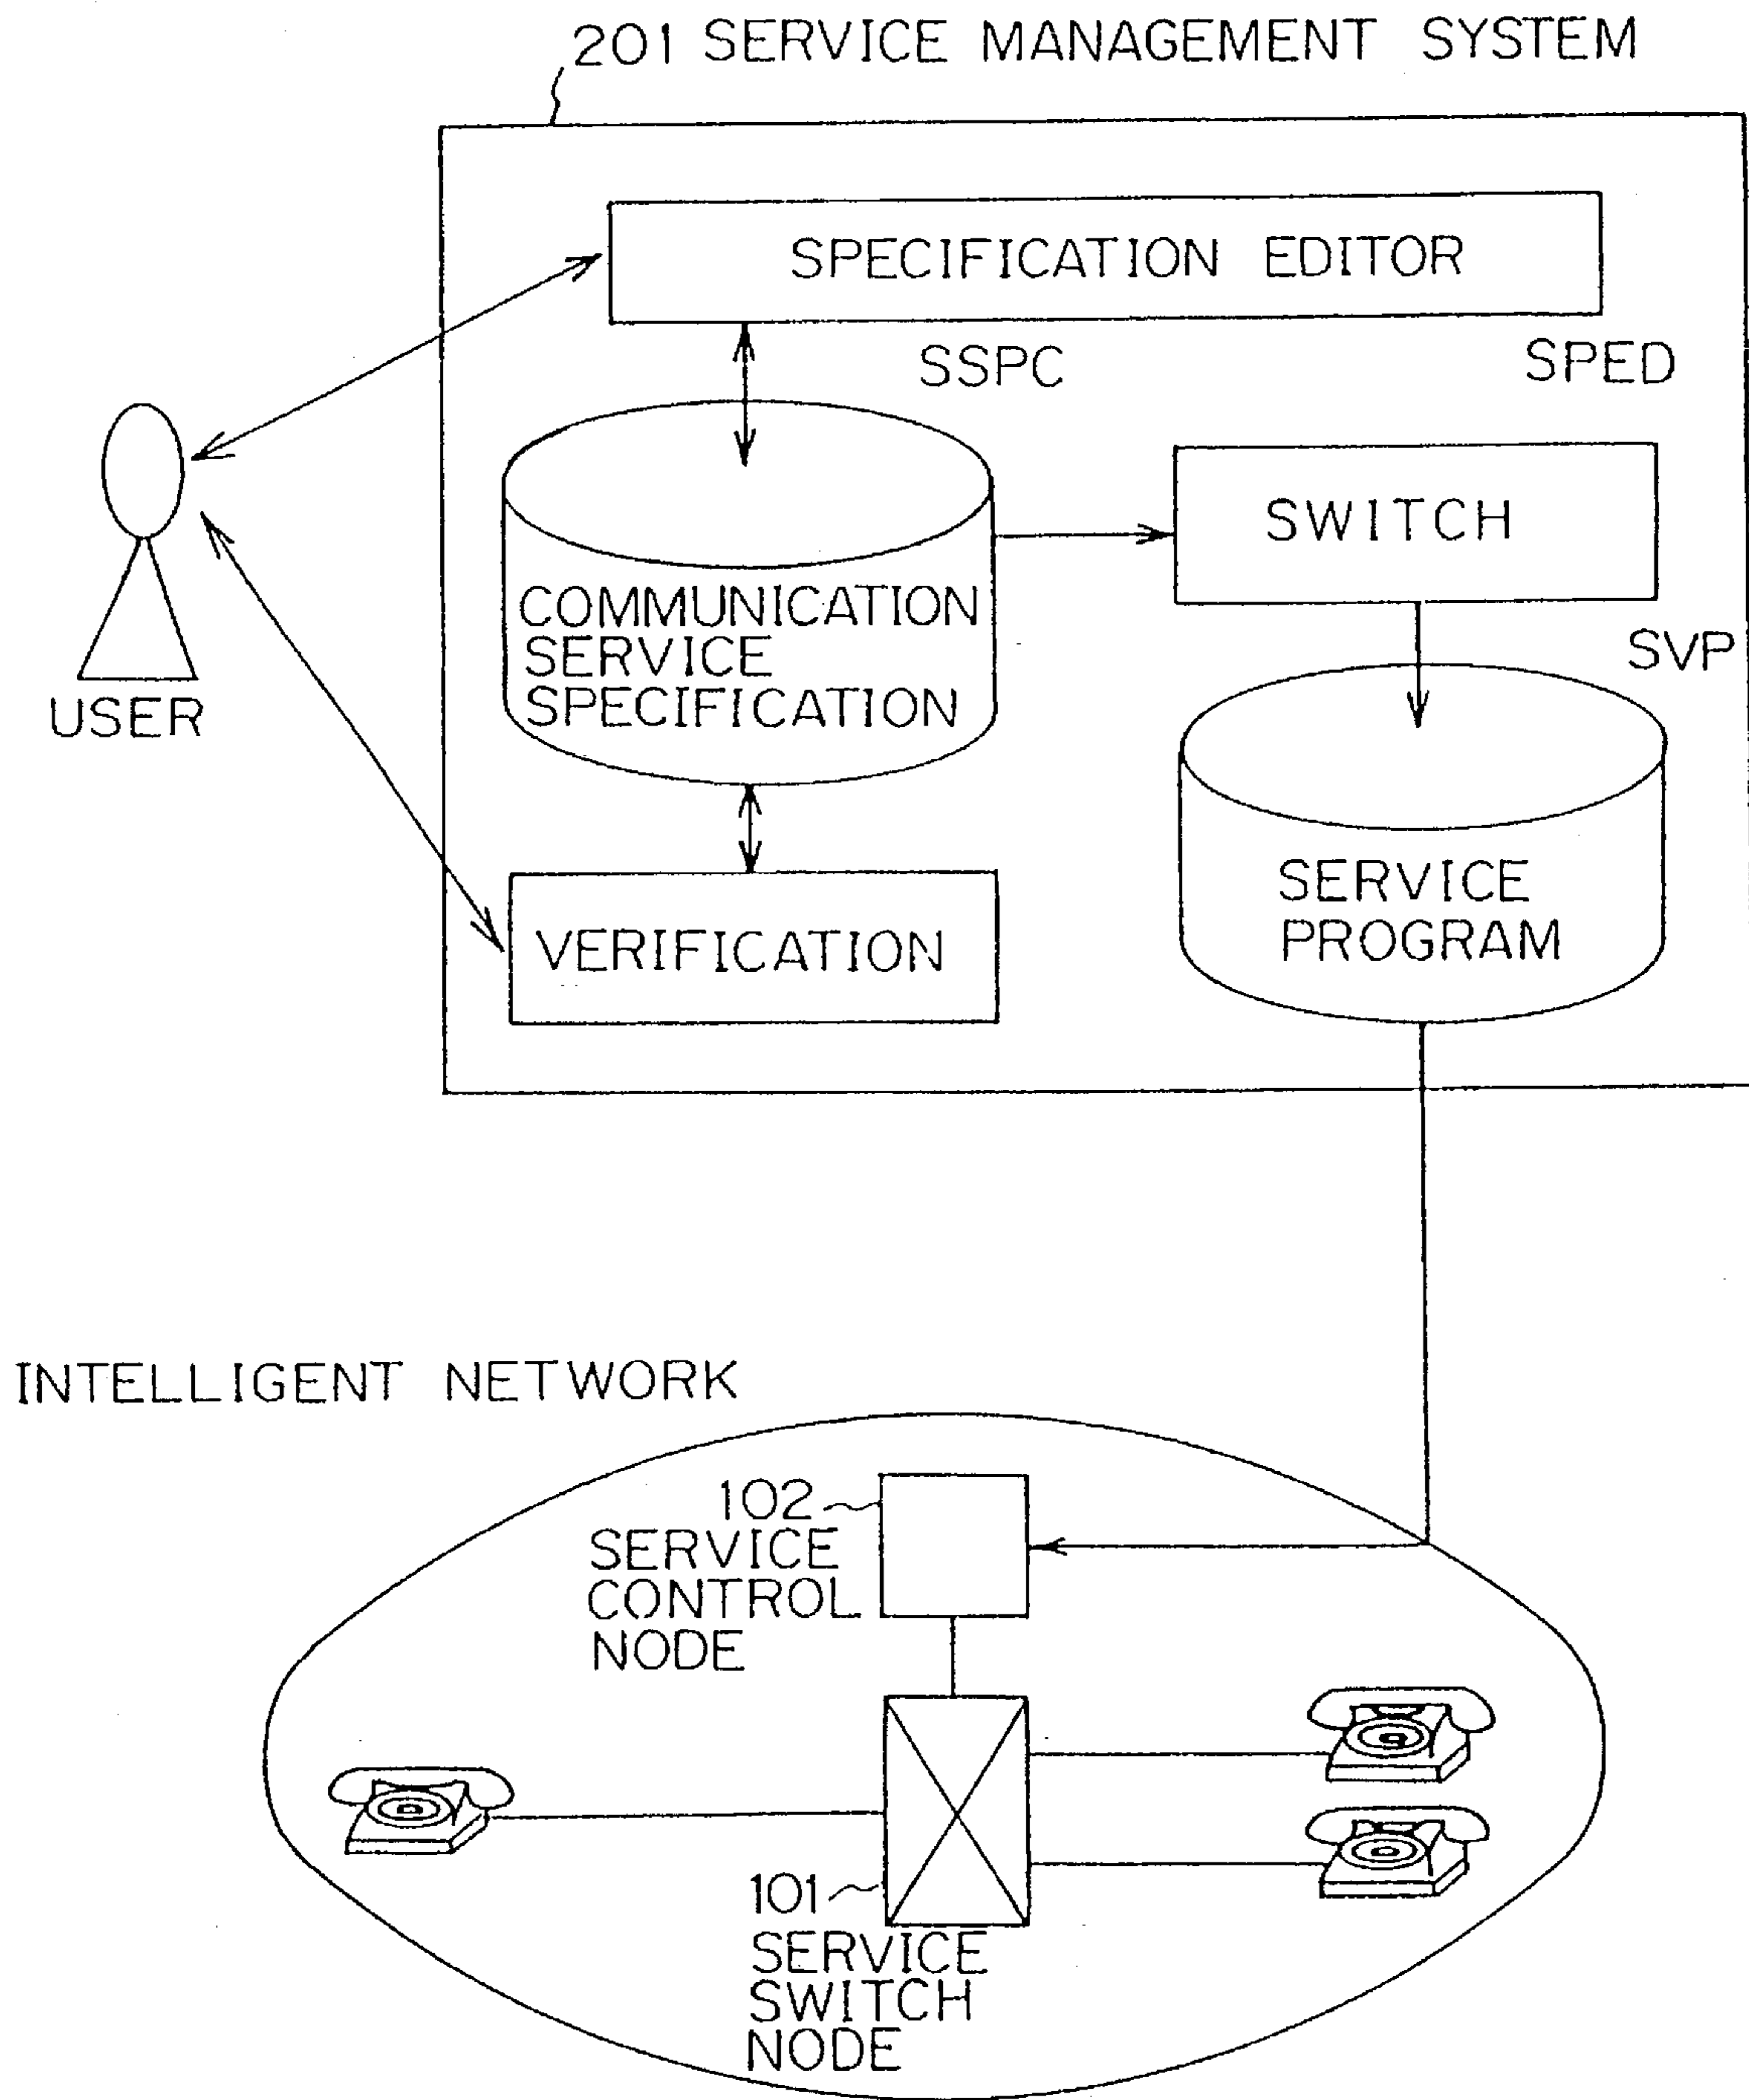 201 SERVICE MANAGEMENT SYSTEM
SPECIFICATION EDITOR
SSPC
SPED
SWITCH
COMMUNICATION
SERVICE
SPECIFICATION
SVP
USER
SERVICE
PROGRAM
VERIFICATION
INTELLIGENT NETWORK
102
SERVICE
CONTROL
NODE
101
SERVICE
SWITCH
NODE